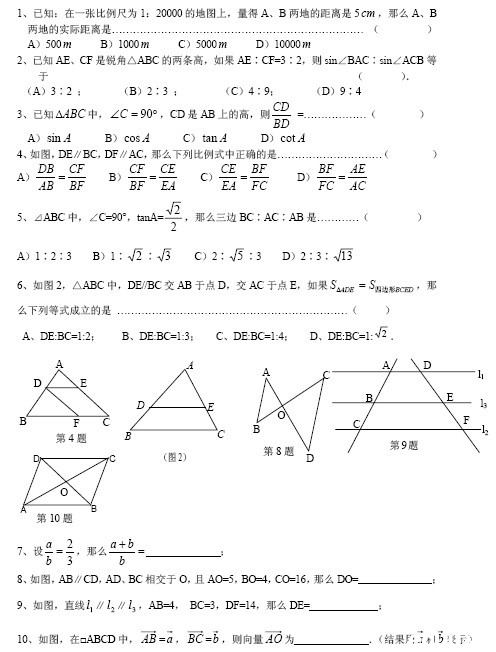 1、已知：在一张比例尺为 1：20000 的地图上，量得 A、B 两地的距离是 5cm，那么 A、B
两地的实际距离是…………………………………………………………（ ）
A）500m B）1000m C）5000m D）10000m
2、已知 AE、CF 是锐角△ABC 的两条高，如果 AE∶CF=3∶2，则 sin∠BAC∶sin∠ACB 等
于 （ ）．
（A）3∶2 ； （B）2∶3 ； （C）4∶9； （D）9∶4
3、已知ΔABC 中，∠C = 90°，CD 是 AB 上的高，则 CD/BD =………………（ ）
A）sin A B）cos A C）tan A D）cot A
4、如图，DE∥BC，DF∥AC，那么下列比例式中正确的是…………………………（ ）
A）DB/AB = CF/BF B）CF/BF = CE/EA C）CE/EA = BF/FC D）BF/FC = AE/AC
5、⊿ABC 中，∠C=90°，tanA=√2/2，那么三边 BC∶AC∶AB 是…………（ ）
A）1∶2∶3 B）1∶√2∶√3 C）2∶√5∶3 D）2∶3∶√13
6、如图 2，△ABC 中，DE//BC 交 AB 于点 D，交 AC 于点 E，如果 S△ADE = S四边形BCED，那
么下列等式成立的是 …………………………………………………………（ ）
A、DE:BC=1:2； B、DE:BC=1:3； C、DE:BC=1:4； D、DE:BC=1:√2．
A D E B F C
第 4 题
A D E B C
(图 2)
A C B O D
第 8 题
A D l1 B E l3 C F l2
第 9 题
D C O A B
第 10 题
7、设 a/b = 2/3，那么 (a+b)/b = ；
8、如图，AB∥CD，AD、BC 相交于 O，且 AO=5，BO=4，CO=16，那么 DO= ；
9、如图，直线 l1∥l2∥l3，AB=4， BC=3，DF=14，那么 DE= ；
10、如图，在□ABCD 中，AB⃗ = a⃗，BC⃗ = b⃗，则向量 AO⃗ 为 ．（结果用 a⃗